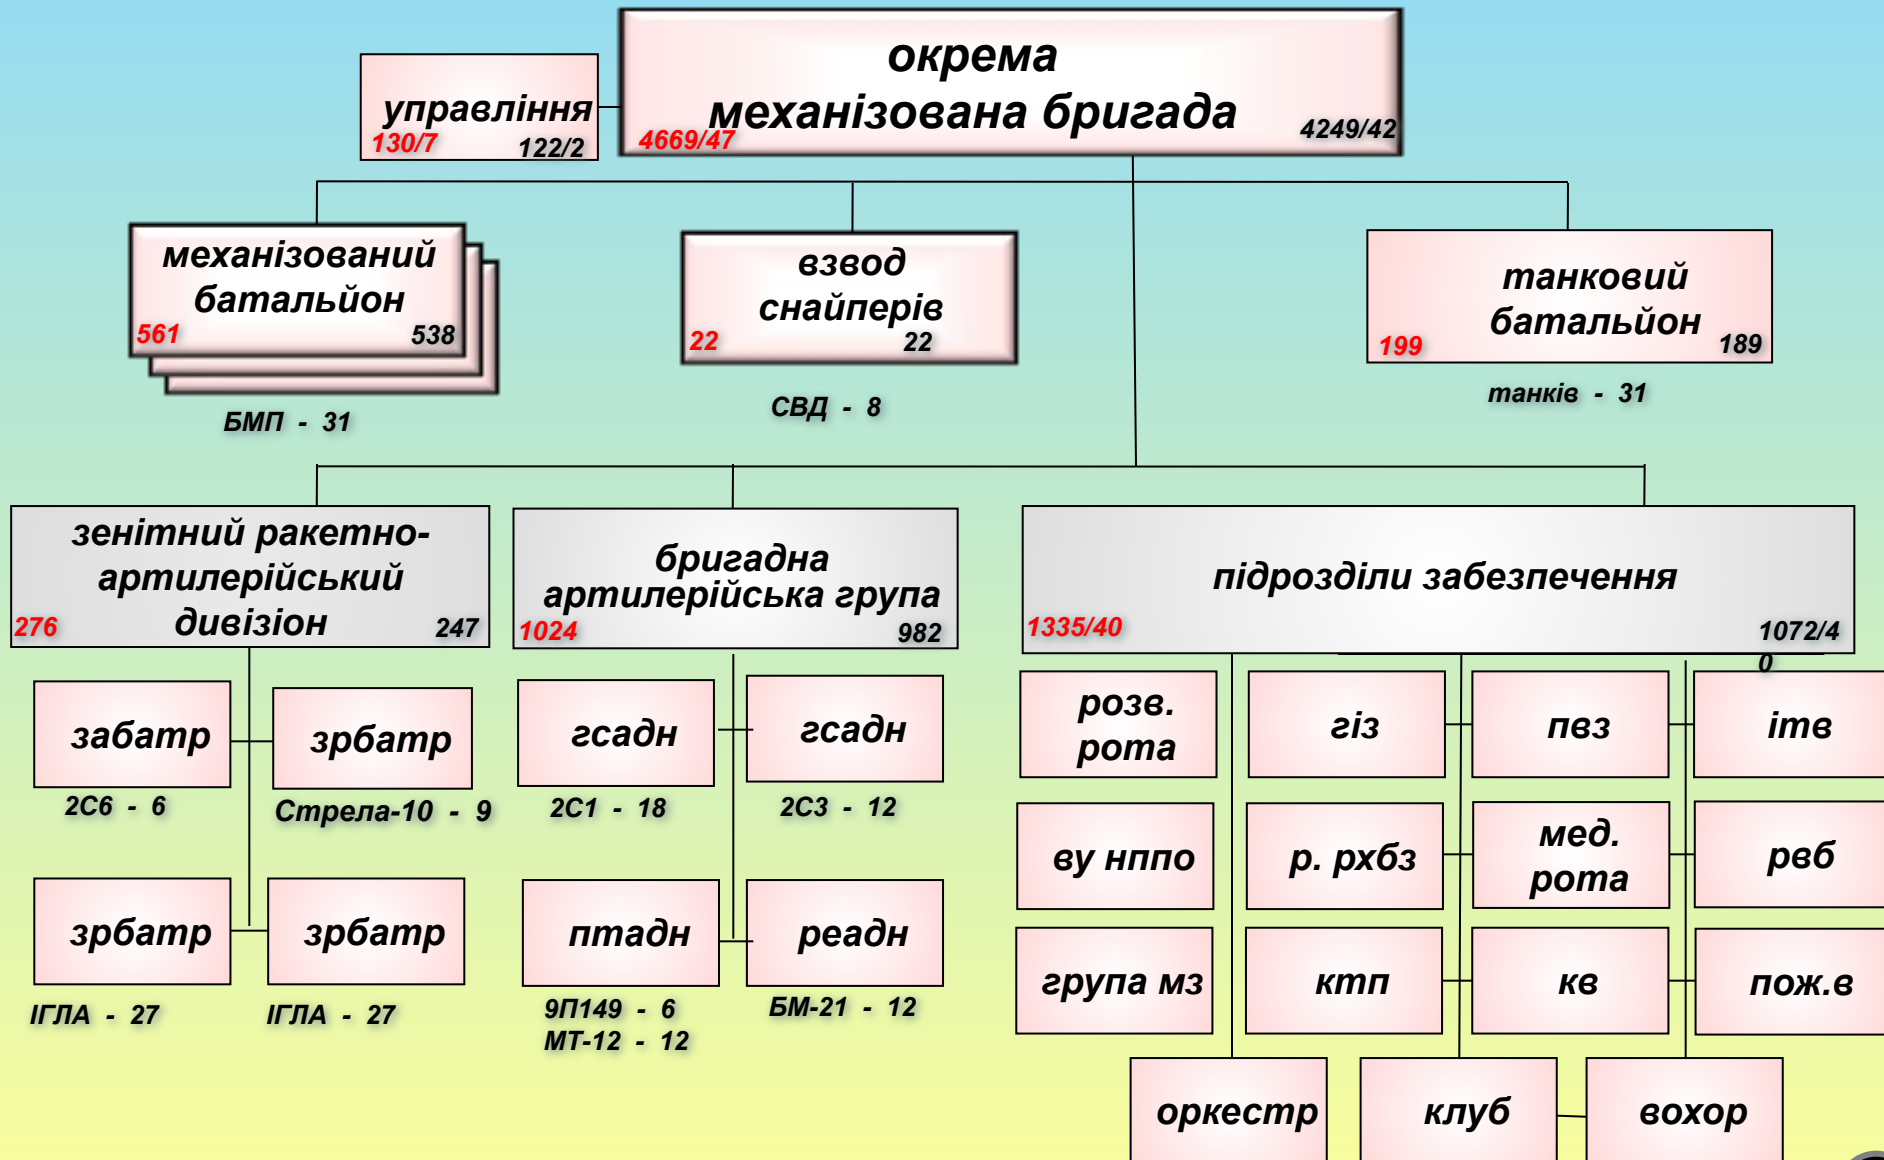 окрема
механізована бригада
4669/47
4249/42
управління
130/7
122/2
механізований
батальйон
561
538
БМП - 31
взвод
снайперів
22
22
СВД - 8
танковий
батальйон
199
189
танків - 31
зенітний ракетно-
артилерійський
дивізіон
276
247
бригадна
артилерійська група
1024
982
підрозділи забезпечення
1335/40
1072/4
0
забатр
2С6 - 6
зрбатр
Стрела-10 - 9
зрбатр
ІГЛА - 27
зрбатр
ІГЛА - 27
гсадн
2С1 - 18
гсадн
2С3 - 12
птадн
9П149 - 6
МТ-12 - 12
реадн
БМ-21 - 12
розв.
рота
гіз
пвз
ітв
ву нппо
р. рхбз
мед.
рота
рвб
група мз
ктп
кв
пож.в
оркестр
клуб
вохор